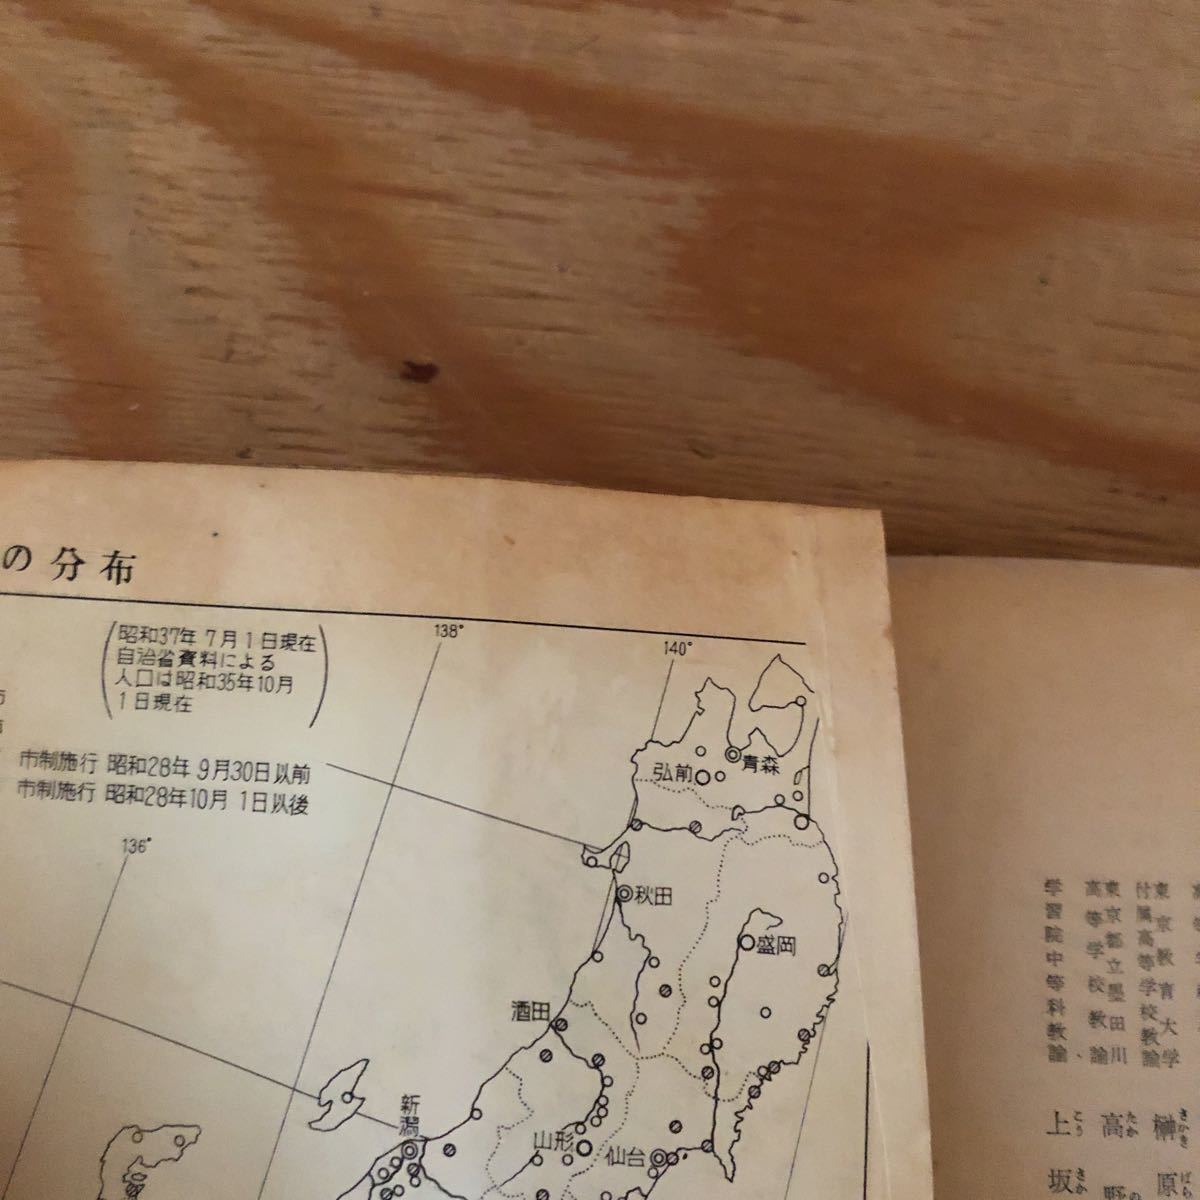 の分布
昭和37年 7月 1日現在
自治省資料による
人口は昭和35年10月
1日現在
市制施行 昭和28年 9月30日以前
市制施行 昭和28年10月 1日以後
138°
140°
136°
青森
弘前
秋田
盛岡
酒田
新潟
山形
仙台
東京教育大学
付属高等学校教諭
東京都立墨田川
高等学校教諭・
学習院中等科教諭
榊原
高野
上坂